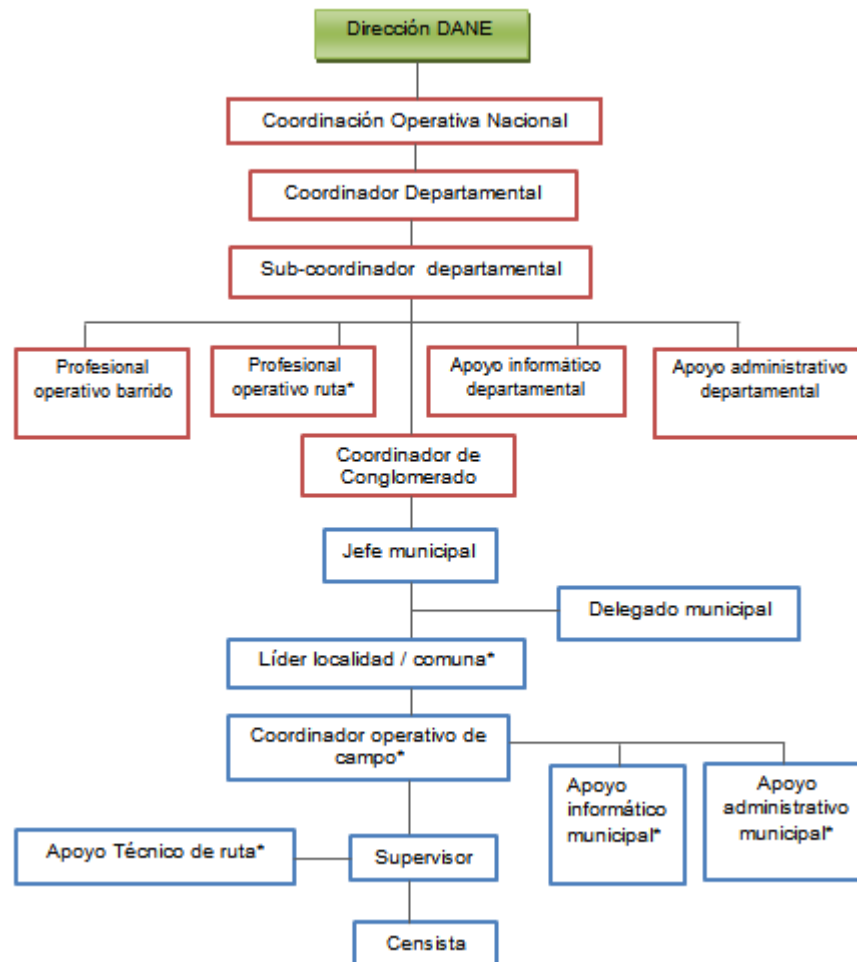 Dirección DANE
Coordinación Operativa Nacional
Coordinador Departamental
Sub-coordinador departamental
Profesional
operativo barrido
Profesional
operativo ruta*
Apoyo informático
departamental
Apoyo administrativo
departamental
Coordinador de
Conglomerado
Jefe municipal
Delegado municipal
Líder localidad / comuna*
Coordinador operativo de
campo*
Apoyo
informático
municipal*
Apoyo
administrativo
municipal*
Apoyo Técnico de ruta*
Supervisor
Censista